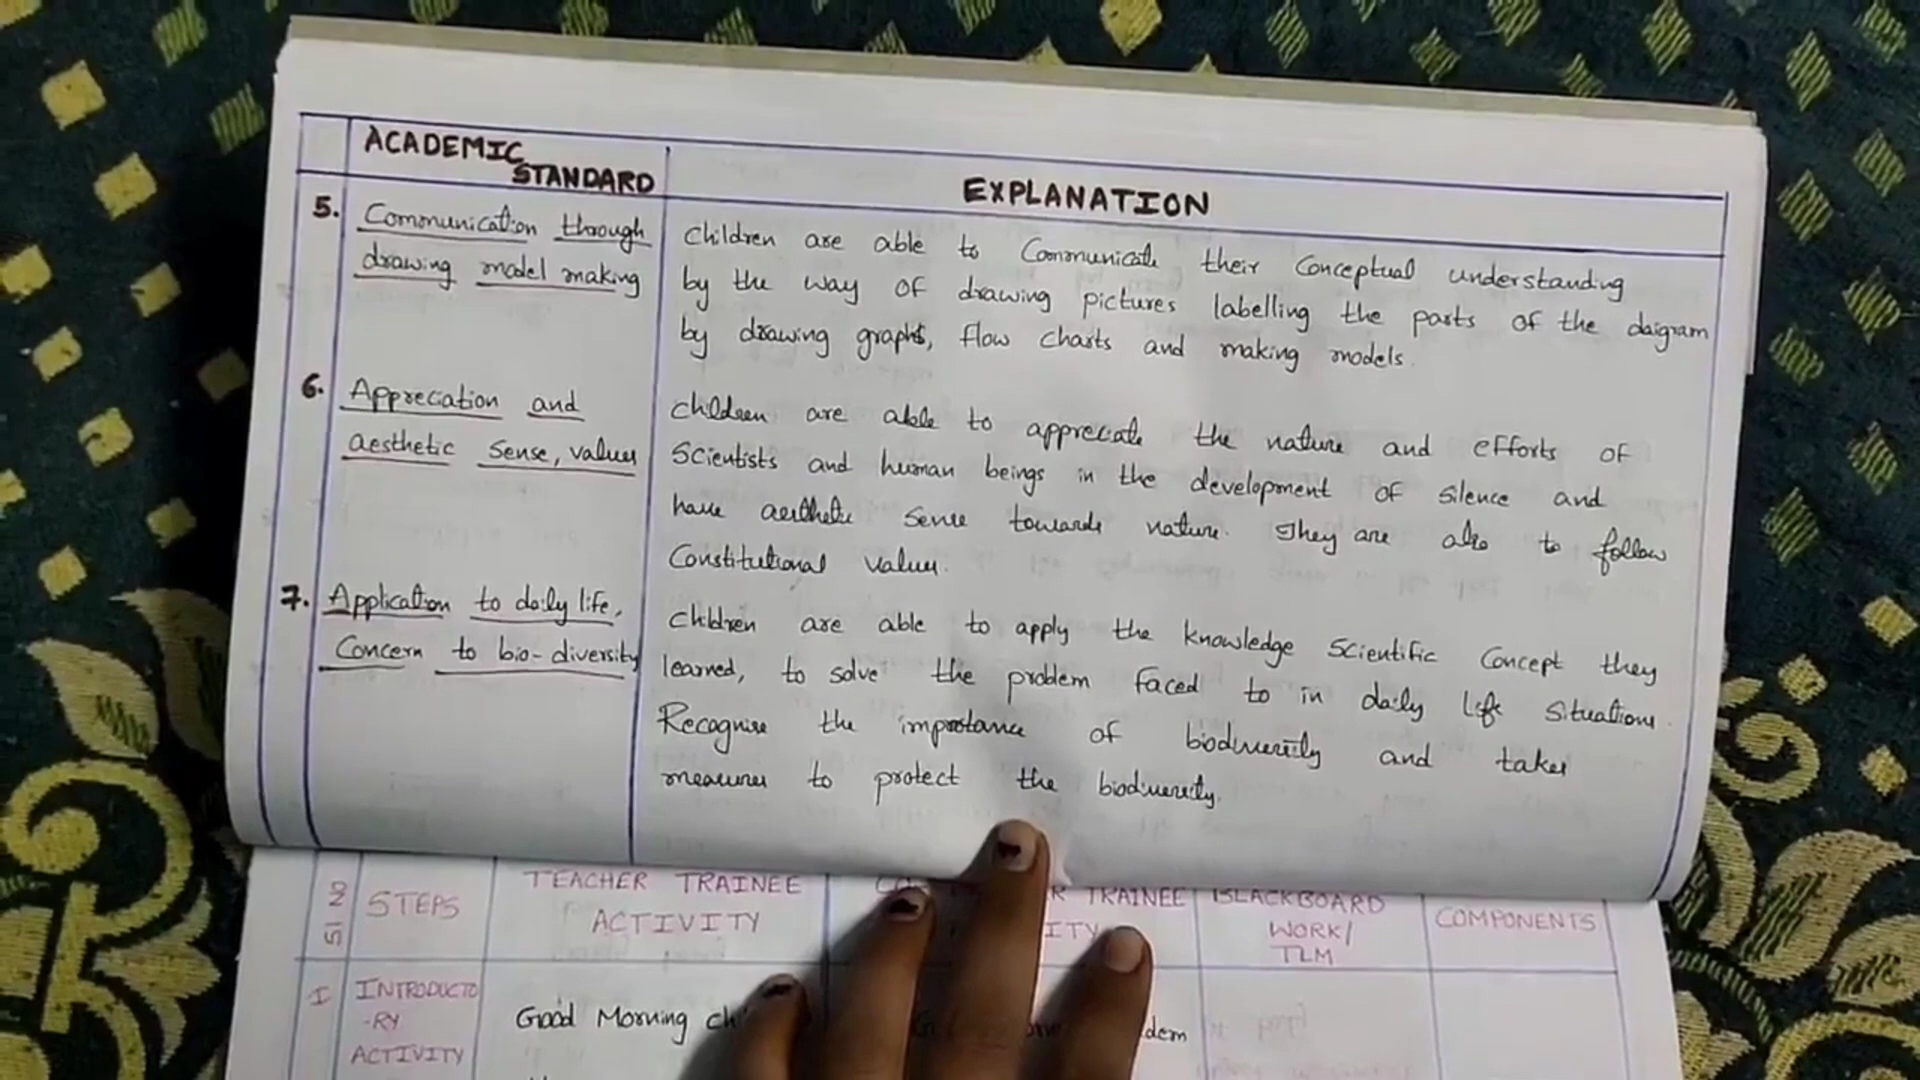 ACADEMIC
STANDARD
EXPLANATION
5. Communication through
drawing model making
children are able to Communicate their Conceptual understanding
by the way of drawing pictures labelling the parts of the daigram
by drawing graphs, flow charts and making models.
6. Appreciation and
aesthetic sense, values
children are able to appreciate the nature and efforts of
Scientists and human beings in the development of silence and
have aesthetic sense towards nature. They are also to follow
Constitutional values.
7. Application to daily life,
Concern to bio-diversity
children are able to apply the knowledge scientific concept they
learned, to solve the problem faced to in daily life situations.
Recognise the importance of biodiversity and takes
measures to protect the biodiversity.
Sl No
STEPS
TEACHER TRAINEE
ACTIVITY
TRAINEE
BLACKBOARD
WORK/
TLM
COMPONENTS
I
INTRODUCTO
-RY
ACTIVITY
Good Morning